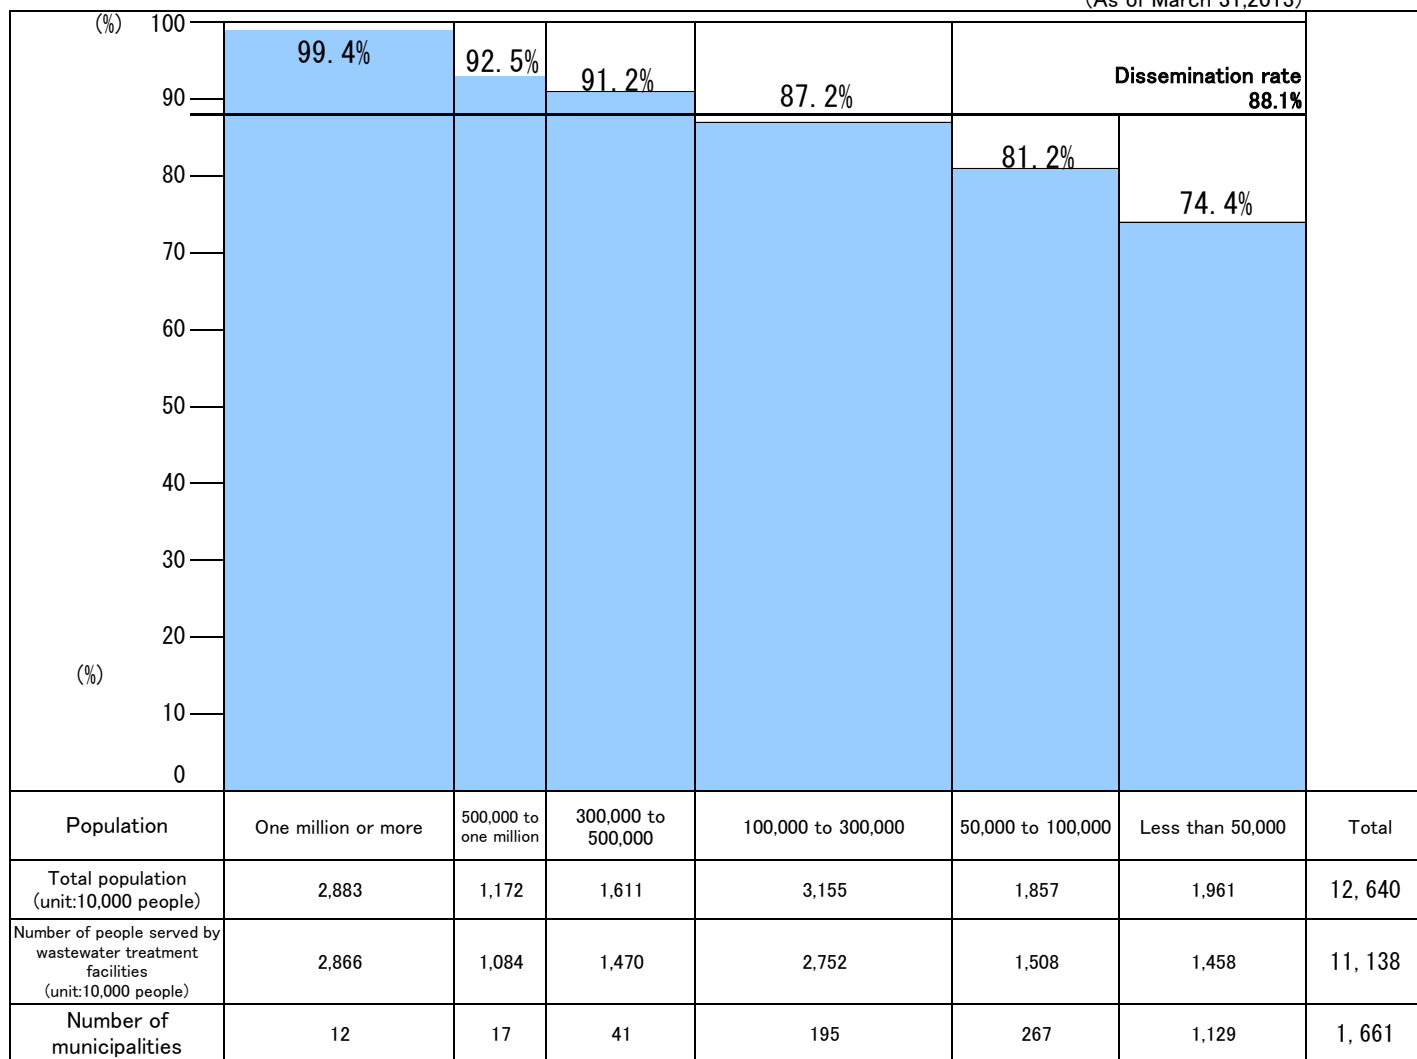 (As of March 31,2013)
(%)
100
99.4%
92.5%
91.2%
87.2%
Dissemination rate
88.1%
90
81.2%
80
74.4%
70
60
50
40
30
20
(%)
10
0
Population
One million or more
500,000 to
one million
300,000 to
500,000
100,000 to 300,000
50,000 to 100,000
Less than 50,000
Total
Total population
(unit:10,000 people)
2,883
1,172
1,611
3,155
1,857
1,961
12,640
Number of people served by
wastewater treatment
facilities
(unit:10,000 people)
2,866
1,084
1,470
2,752
1,508
1,458
11,138
Number of
municipalities
12
17
41
195
267
1,129
1,661